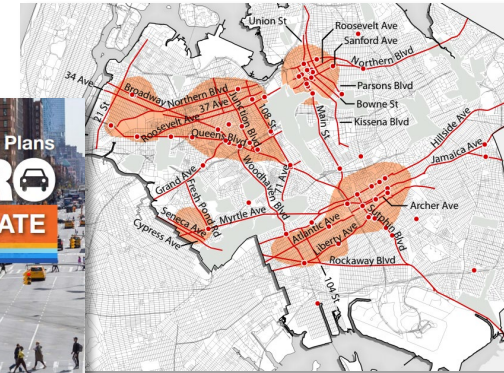 Plans
RO
ATE
Union St
Roosevelt Ave
Sanford Ave
Northern Blvd
Parsons Blvd
Bowne St
Kissena Blvd
Main St
34 Ave
Broadway
Northern Blvd
21 St
37 Ave
Junction Blvd
108 St
Roosevelt Ave
Queens Blvd
Hillside Ave
Jamaica Ave
Grand Ave
Fresh Pond Rd
Woodhaven Blvd
71 Ave
Seneca Ave
Myrtle Ave
Cypress Ave
Archer Ave
Atlantic Ave
Sutphin Blvd
Liberty Ave
Rockaway Blvd
104 St